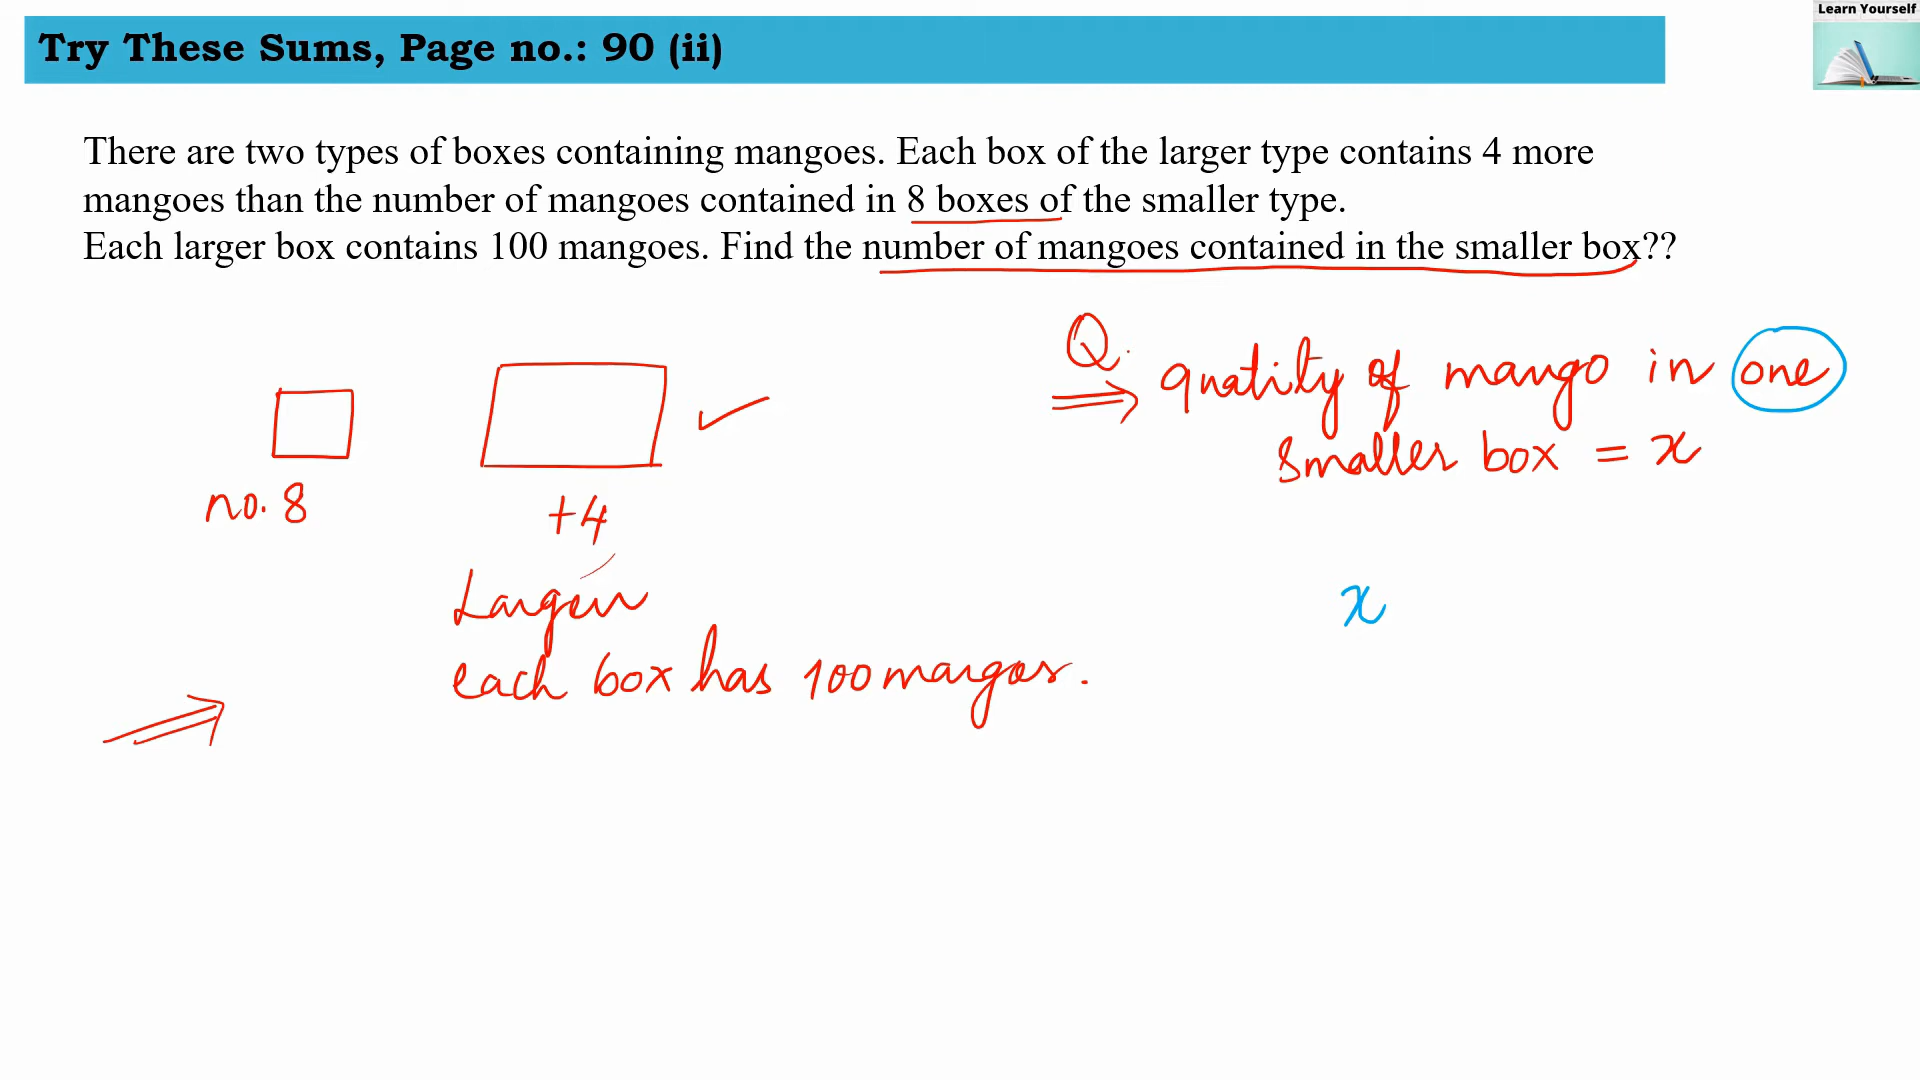 Learn Yourself
Try These Sums, Page no.: 90 (ii)
There are two types of boxes containing mangoes. Each box of the larger type contains 4 more
mangoes than the number of mangoes contained in 8 boxes of the smaller type.
Each larger box contains 100 mangoes. Find the number of mangoes contained in the smaller box??
Q.
quatity of mango in one
smaller box = x
no. 8
+4
Larger
each box has 100 mangoes.
x